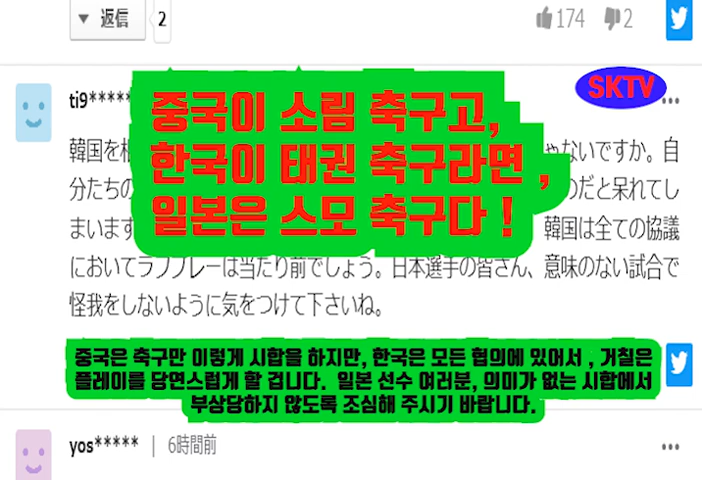 返信 2
174 2
SKTV
ti9*****
중국이 소림 축구고,
한국이 태권 축구라면 ,
일본은 스모 축구다 !
韓国を
ゃないですか。自
分たちの
だと呆れてし
まいます
韓国は全ての協議
においてラフプレーは当たり前でしょう。日本選手の皆さん、意味のない試合で
怪我をしないように気をつけて下さいね。
중국은 축구만 이렇게 시합을 하지만, 한국은 모든 협의에 있어서 , 거칠은
플레이를 당연스럽게 할 겁니다. 일본 선수 여러분, 의미가 없는 시합에서
부상당하지 않도록 조심해 주시기 바랍니다.
yos***** | 6時間前